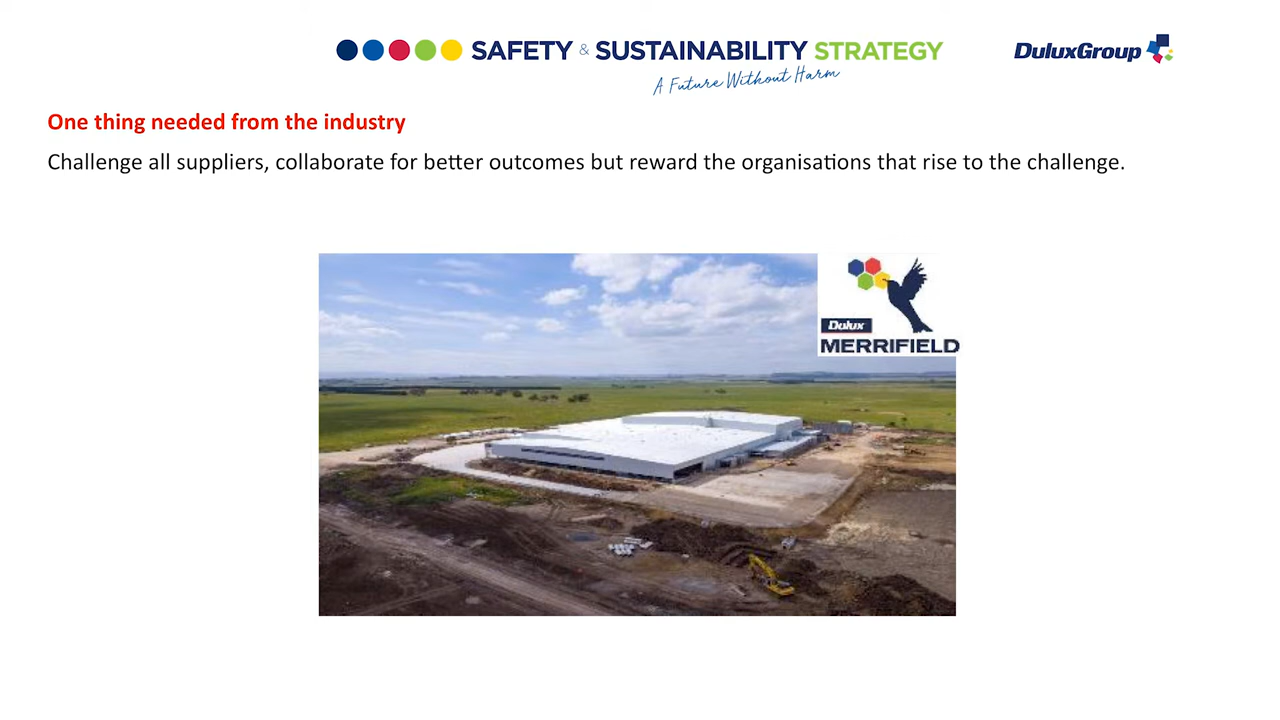 SAFETY & SUSTAINABILITY STRATEGY
A Future Without Harm
DuluxGroup
One thing needed from the industry
Challenge all suppliers, collaborate for better outcomes but reward the organisations that rise to the challenge.
Dulux
MERRIFIELD